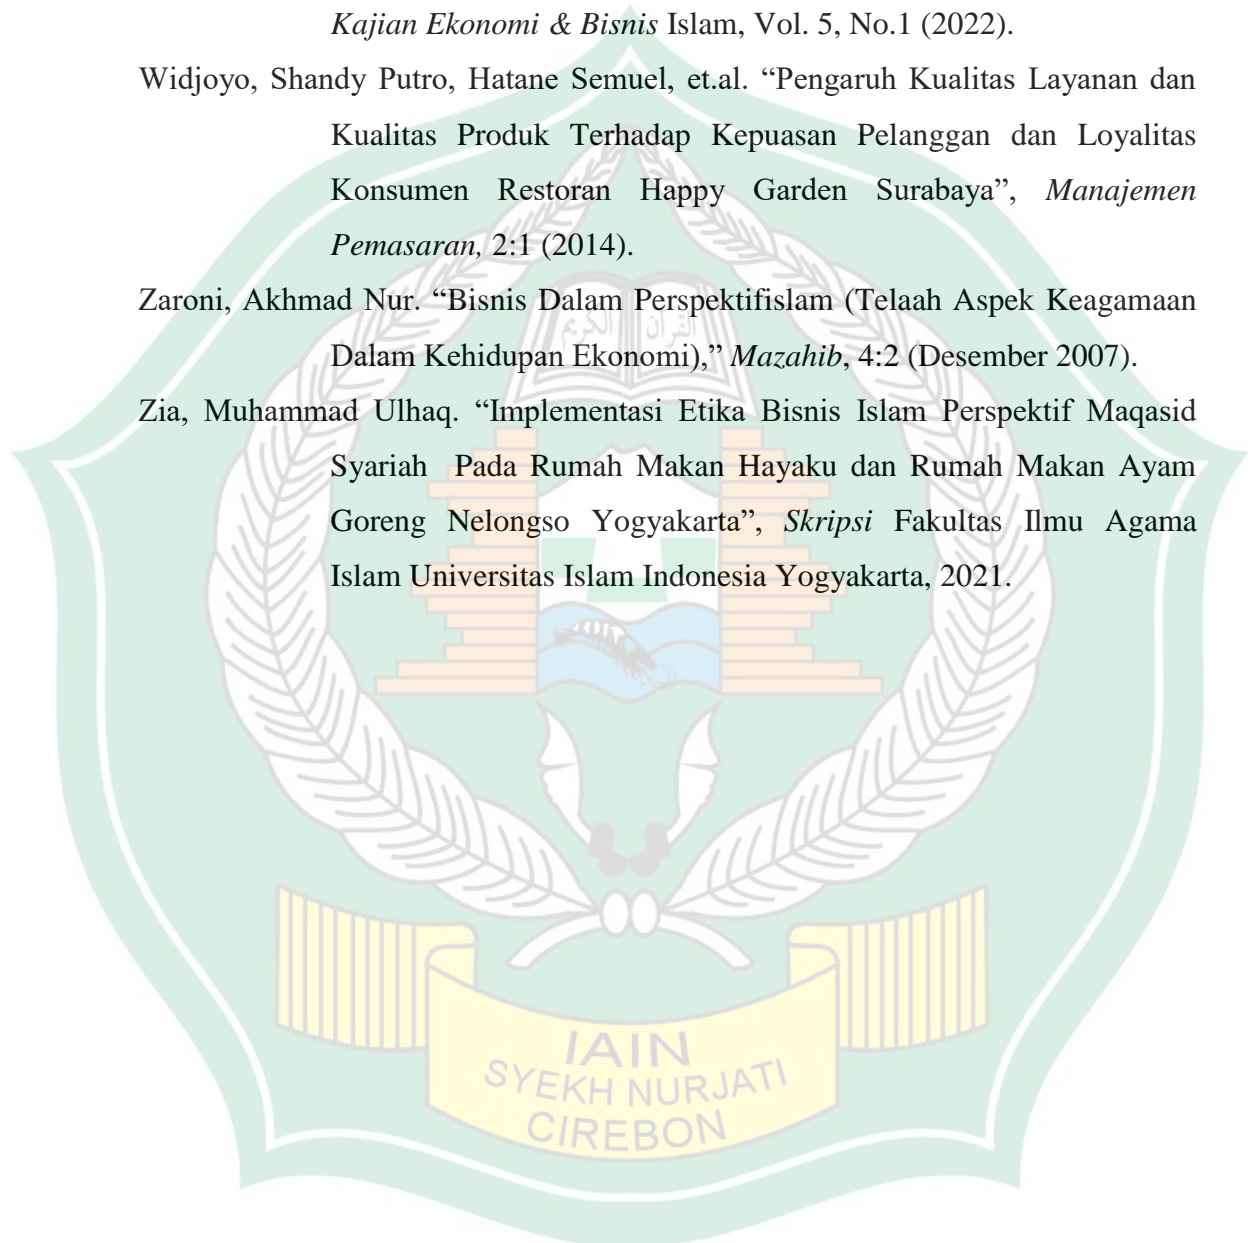 Kajian Ekonomi & Bisnis Islam, Vol. 5, No.1 (2022).
Widjoyo, Shandy Putro, Hatane Semuel, et.al. “Pengaruh Kualitas Layanan dan
Kualitas Produk Terhadap Kepuasan Pelanggan dan Loyalitas
Konsumen Restoran Happy Garden Surabaya”, Manajemen
Pemasaran, 2:1 (2014).
Zaroni, Akhmad Nur. “Bisnis Dalam Perspektifislam (Telaah Aspek Keagamaan
Dalam Kehidupan Ekonomi),” Mazahib, 4:2 (Desember 2007).
Zia, Muhammad Ulhaq. “Implementasi Etika Bisnis Islam Perspektif Maqasid
Syariah Pada Rumah Makan Hayaku dan Rumah Makan Ayam
Goreng Nelongso Yogyakarta”, Skripsi Fakultas Ilmu Agama
Islam Universitas Islam Indonesia Yogyakarta, 2021.
القرآن الكريم
IAIN
SYEKH NURJATI
CIREBON